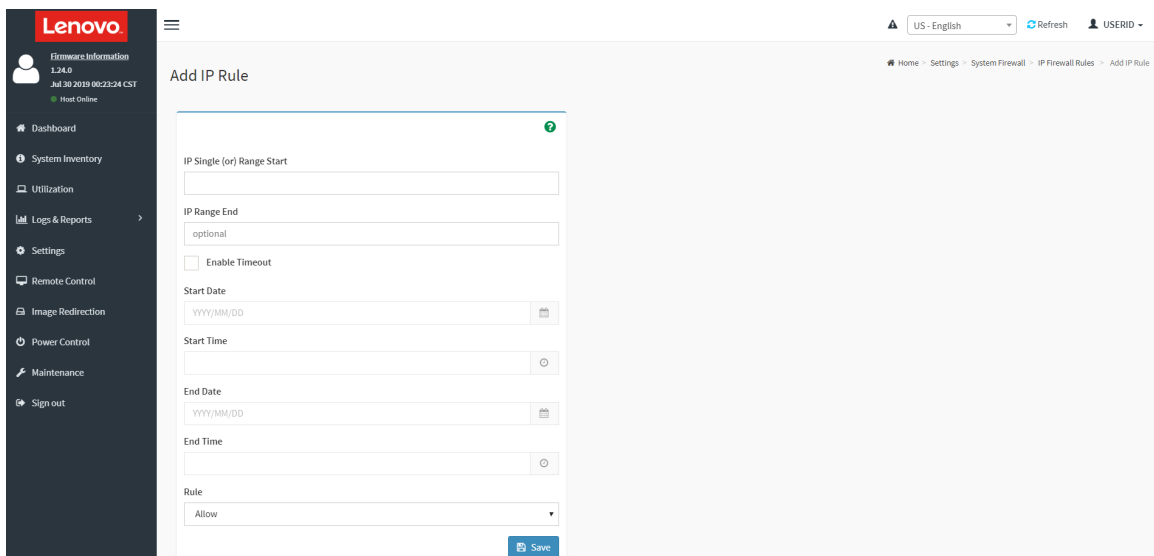 Lenovo.
US - English
Refresh
USERID
Firmware Information
1.24.0
Jul 30 2019 00:23:24 CST
Host Online
Home > Settings > System Firewall > IP Firewall Rules > Add IP Rule
Add IP Rule
Dashboard
System Inventory
Utilization
Logs & Reports
Settings
Remote Control
Image Redirection
Power Control
Maintenance
Sign out
IP Single (or) Range Start
IP Range End
optional
Enable Timeout
Start Date
YYYY/MM/DD
Start Time
End Date
YYYY/MM/DD
End Time
Rule
Allow
Save